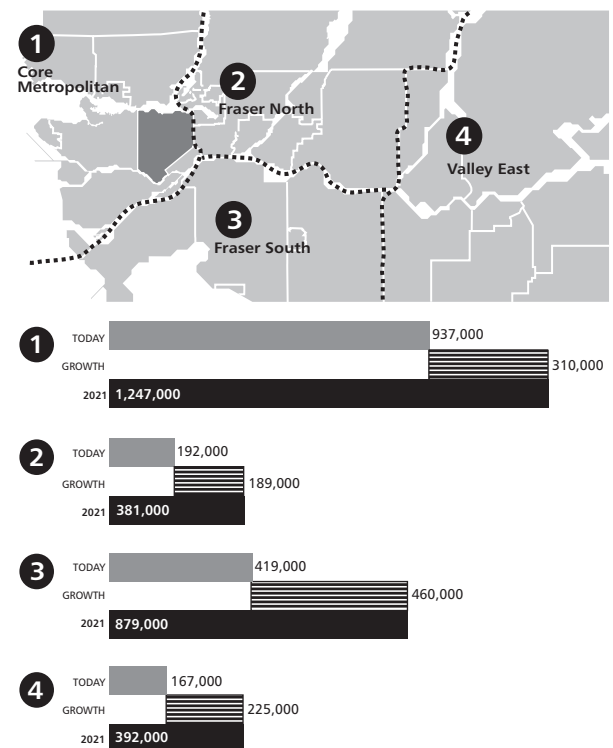 1
Core
Metropolitan
2
Fraser North
4
Valley East
3
Fraser South
1
TODAY 937,000
GROWTH 310,000
2021 1,247,000
2
TODAY 192,000
GROWTH 189,000
2021 381,000
3
TODAY 419,000
GROWTH 460,000
2021 879,000
4
TODAY 167,000
GROWTH 225,000
2021 392,000